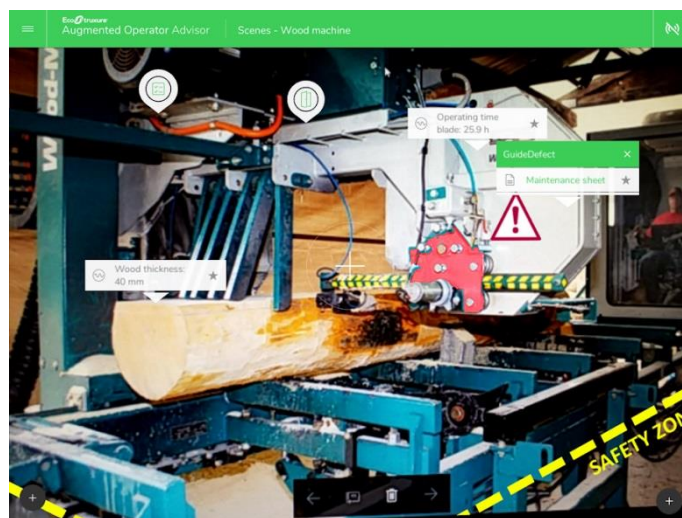 EcoStruxure
Augmented Operator Advisor
Scenes - Wood machine
Operating time
blade: 25.9 h
GuideDefect
Maintenance sheet
Wood thickness:
40 mm
SAFETY ZON